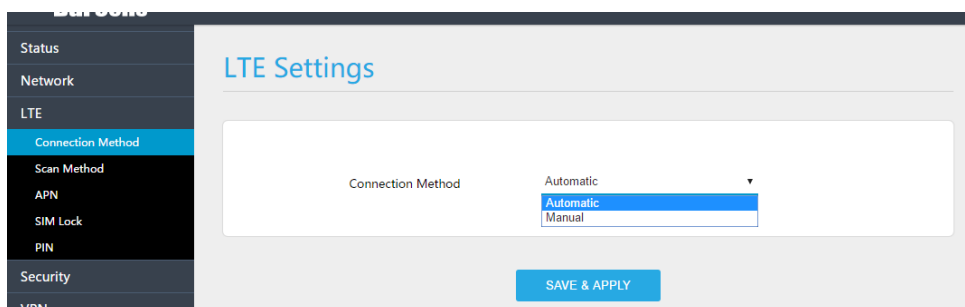 Status
Network
LTE
Connection Method
Scan Method
APN
SIM Lock
PIN
Security
VPN
LTE Settings
Connection Method
Automatic
Automatic
Manual
SAVE & APPLY